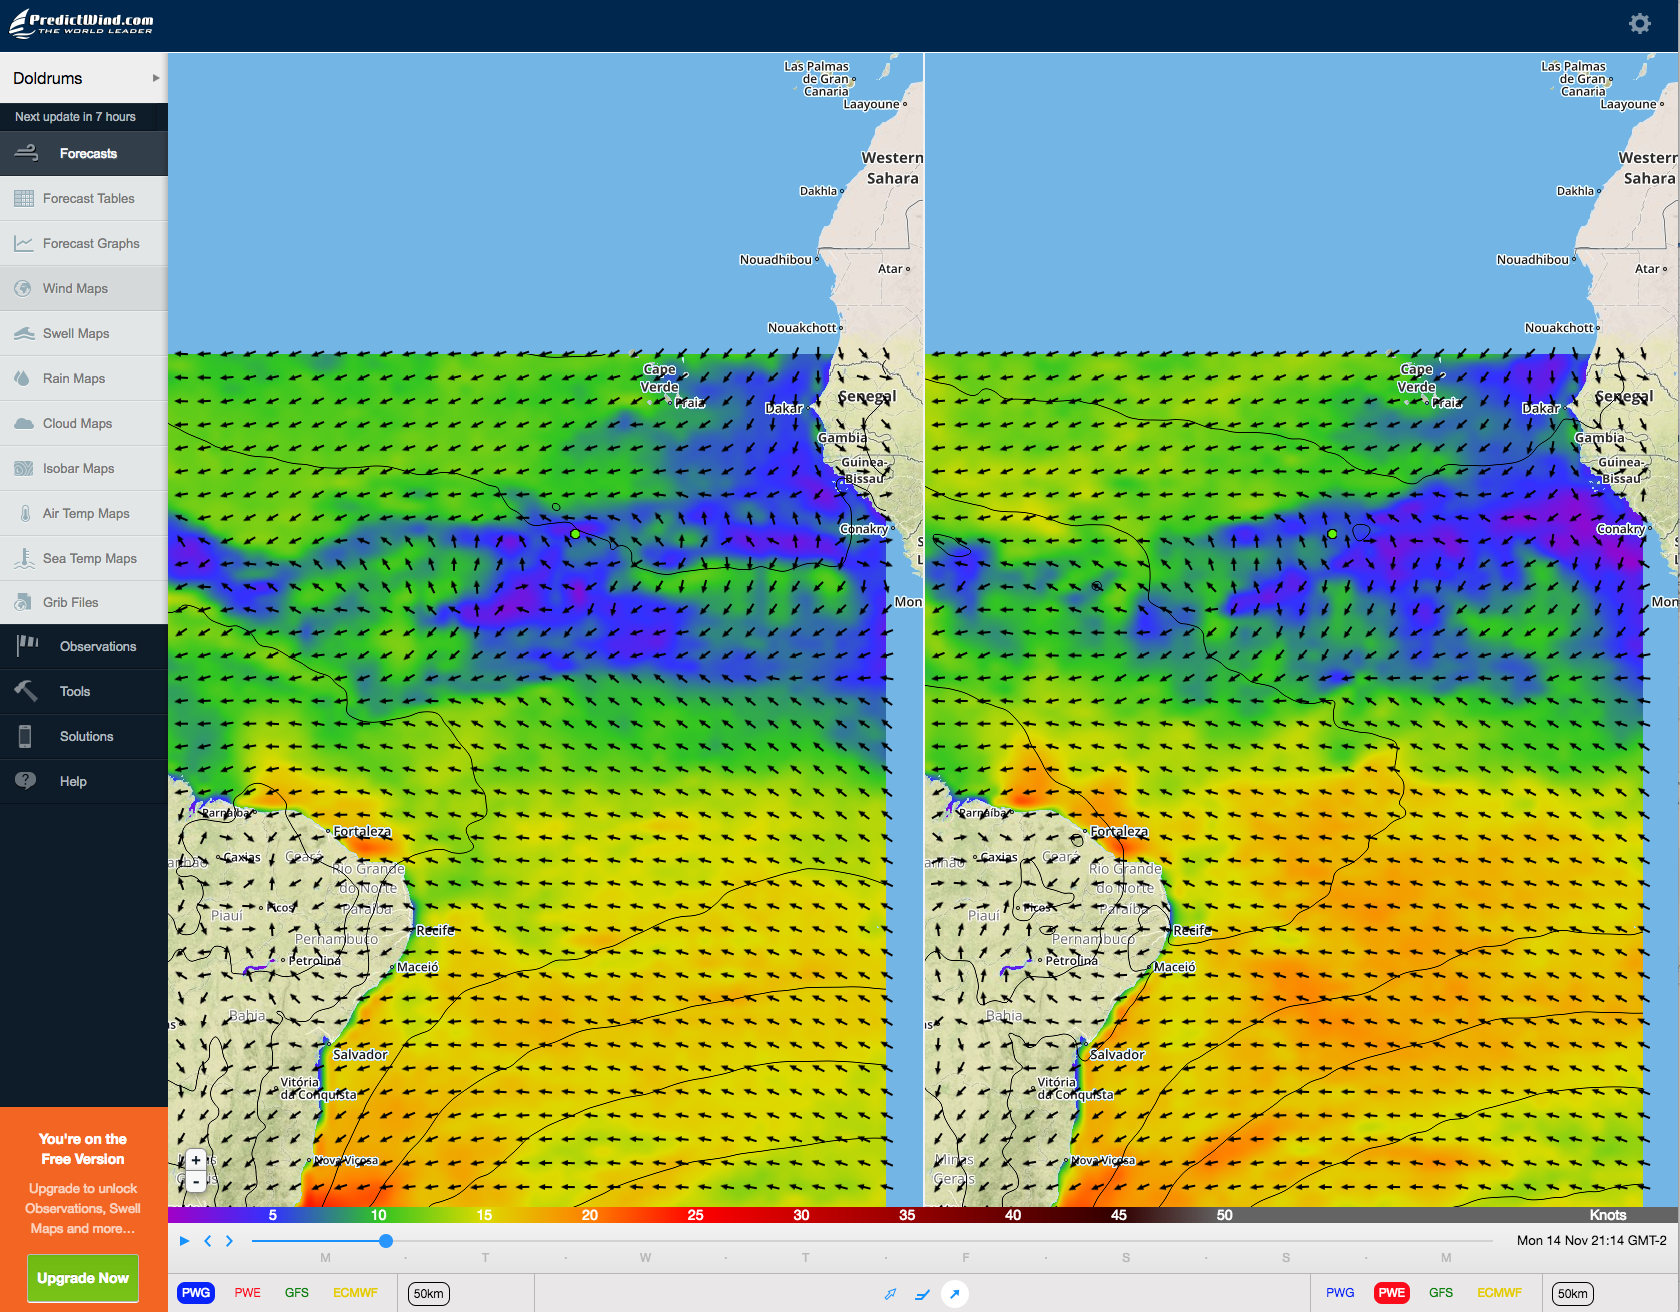 PredictWind.com
THE WORLD LEADER
Doldrums
Next update in 7 hours
Forecasts
Forecast Tables
Forecast Graphs
Wind Maps
Swell Maps
Rain Maps
Cloud Maps
Isobar Maps
Air Temp Maps
Sea Temp Maps
Grib Files
Observations
Tools
Solutions
Help
You're on the
Free Version
Upgrade to unlock
Observations, Swell
Maps and more...
Upgrade Now
Las Palmas
de Gran
Canaria
Laayoune
Western
Sahara
Dakhla
Nouadhibou
Atar
Nouakchott
Cape
Verde
Praia
Senegal
Dakar
Gambia
Guinea-
Bissau
Conakry
S
L
Mon
Parnaíba
Fortaleza
Caxias
Ceará
Rio Grande
do Norte
Picos
Paraíba
Piauí
Recife
Pernambuco
Petrolina
Maceió
Bahia
Salvador
Vitória
da Conquista
Nova Viçosa
+
-
Las Palmas
de Gran
Canaria
Laayoune
Western
Sahara
Dakhla
Nouadhibou
Atar
Nouakchott
Cape
Verde
Praia
Senegal
Dakar
Gambia
Guinea-
Bissau
Conakry
S
L
Mon
Parnaíba
Fortaleza
Caxias
Ceará
Rio Grande
do Norte
Picos
Paraíba
Piauí
Recife
Pernambuco
Petrolina
Maceió
Bahia
Salvador
Vitória
da Conquista
Nova Viçosa
Minas
Gerais
5 10 15 20 25 30 35 40 45 50 Knots
Mon 14 Nov 21:14 GMT-2
M T W T F S S M
PWG PWE GFS ECMWF 50km
PWG PWE GFS ECMWF 50km